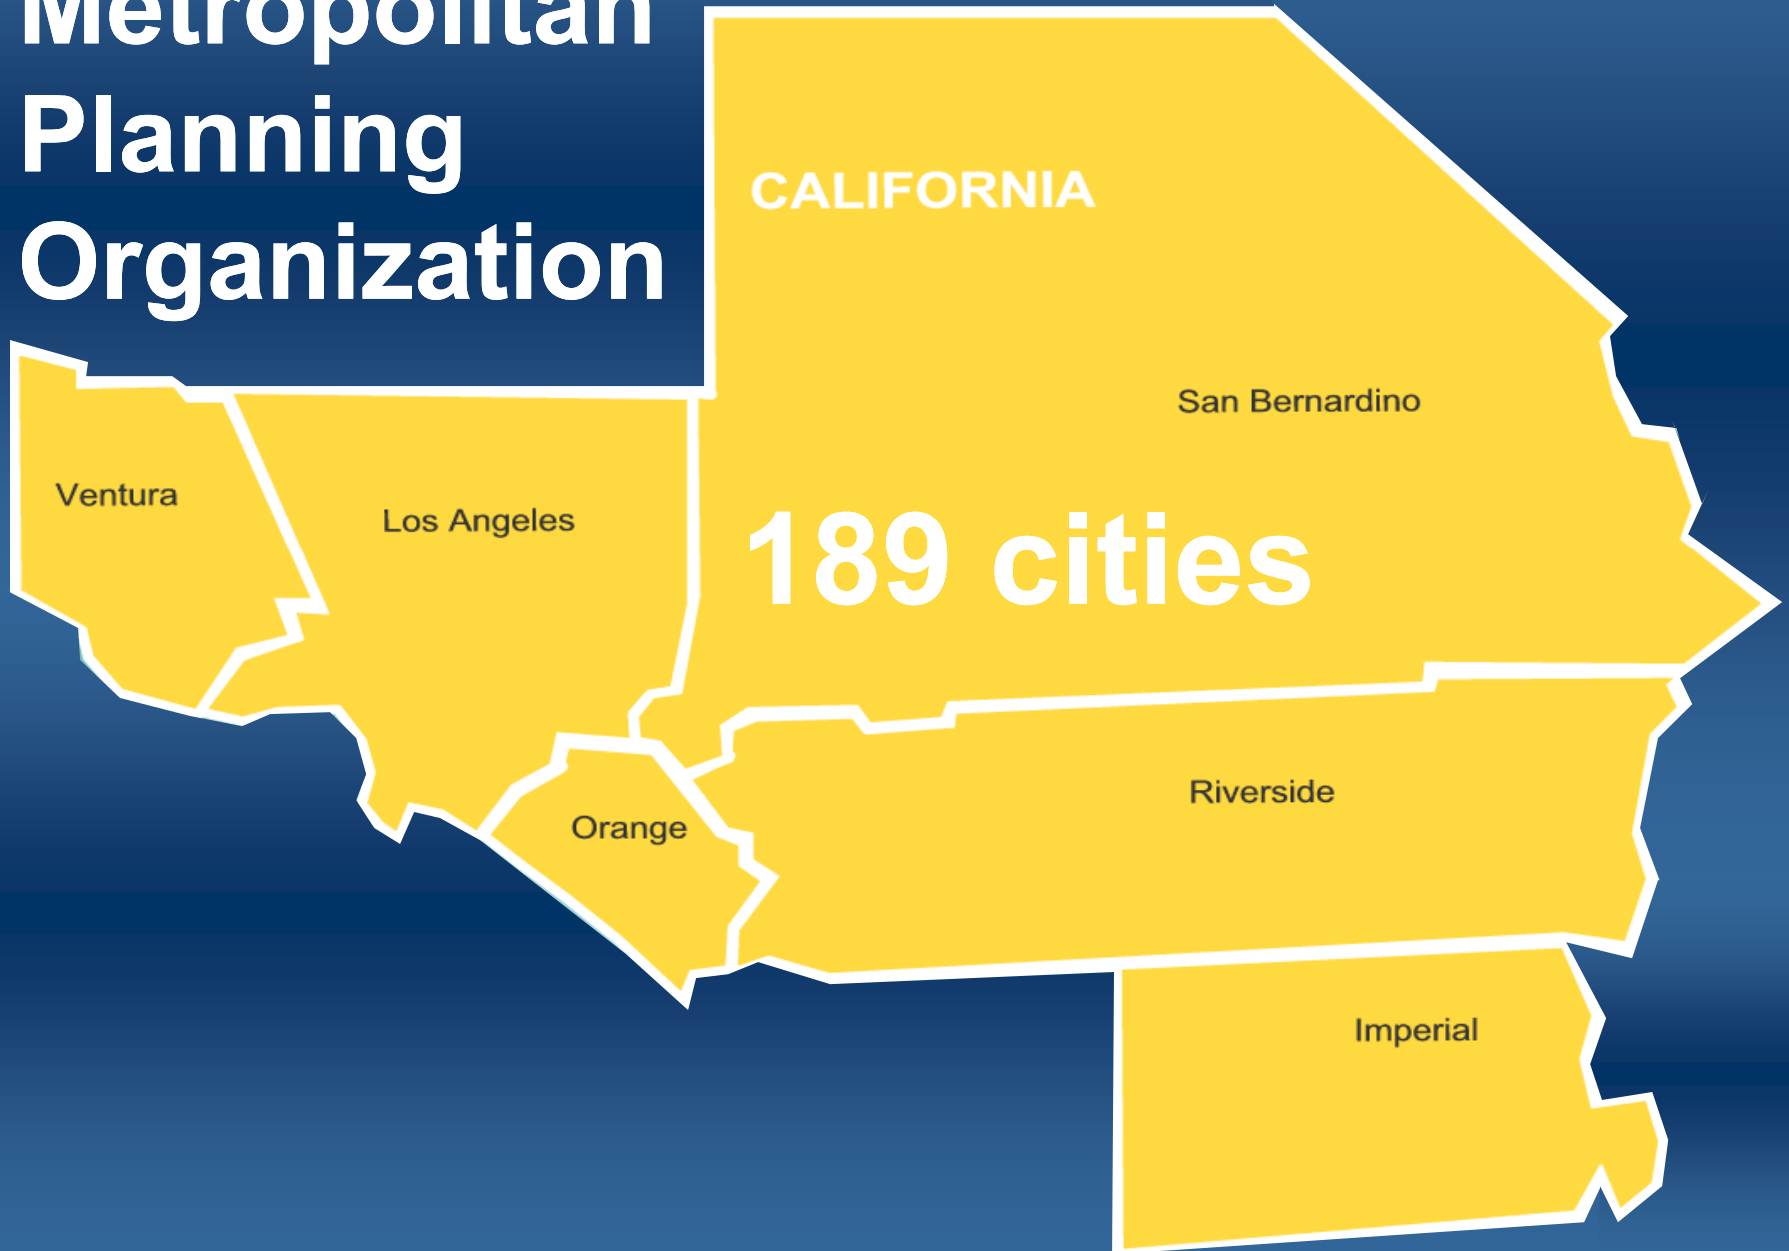 Metropolitan
Planning
Organization
CALIFORNIA
San Bernardino
Ventura
Los Angeles
189 cities
Riverside
Orange
Imperial